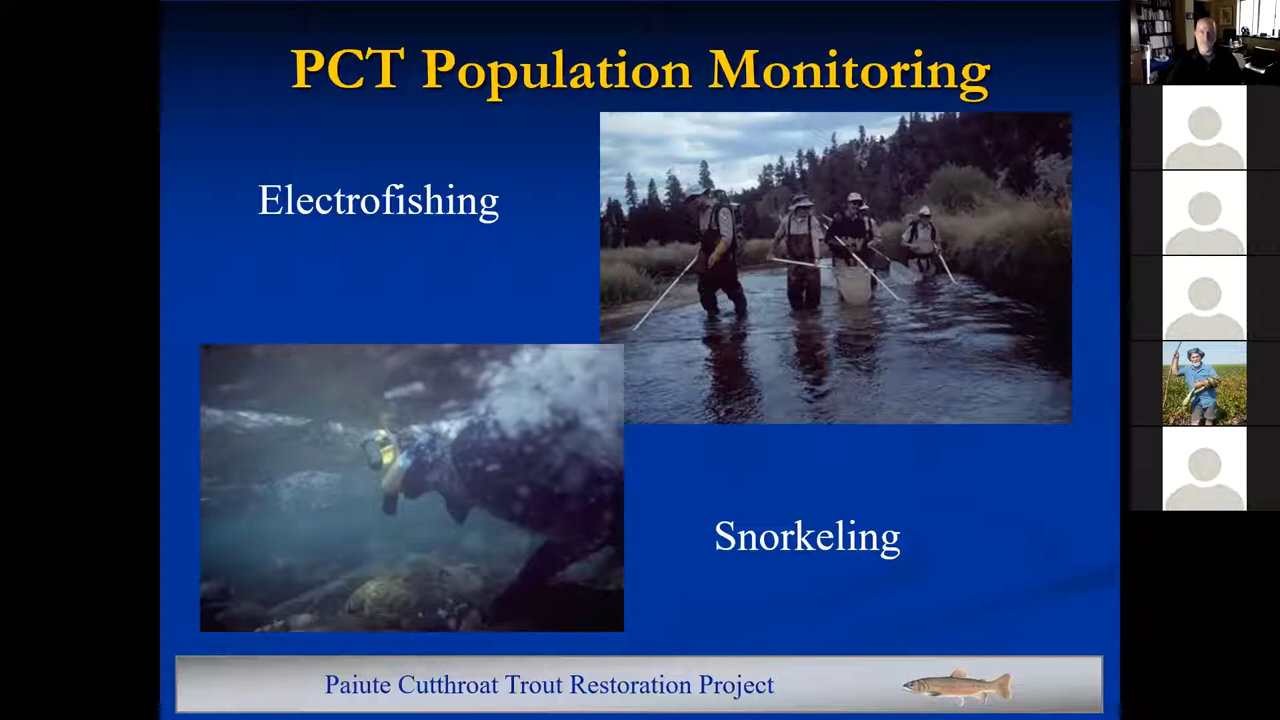 PCT Population Monitoring
Electrofishing
Snorkeling
Paiute Cutthroat Trout Restoration Project